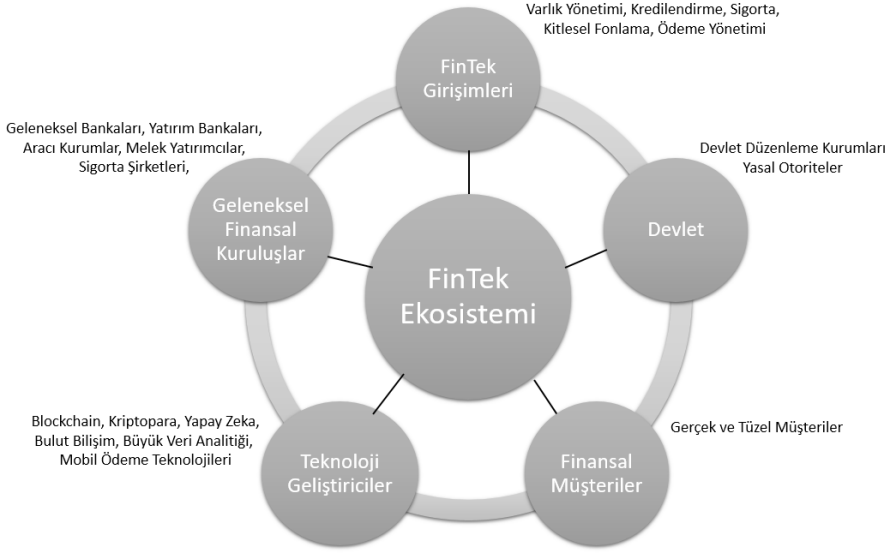 Varlık Yönetimi, Kredilendirme, Sigorta,
Kitlesel Fonlama, Ödeme Yönetimi
FinTek
Girişimleri
Geleneksel Bankaları, Yatırım Bankaları,
Aracı Kurumlar, Melek Yatırımcılar,
Sigorta Şirketleri,
Devlet Düzenleme Kurumları
Yasal Otoriteler
Geleneksel
Finansal
Kuruluşlar
Devlet
FinTek
Ekosistemi
Blockchain, Kriptopara, Yapay Zeka,
Bulut Bilişim, Büyük Veri Analitiği,
Mobil Ödeme Teknolojileri
Gerçek ve Tüzel Müşteriler
Teknoloji
Geliştiriciler
Finansal
Müşteriler